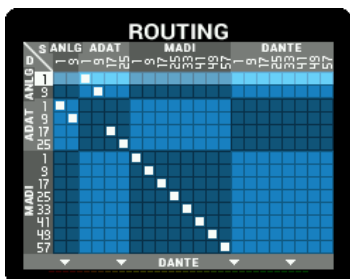 ROUTING
S ANLG ADAT MADI DANTE
D 1 9 1 9 17 25 1 9 17 25 33 41 49 57 1 9 17 25 33 41 49 57
ANLG 1
9
ADAT 1
9
17
25
MADI 1
9
17
25
33
41
49
57
DANTE